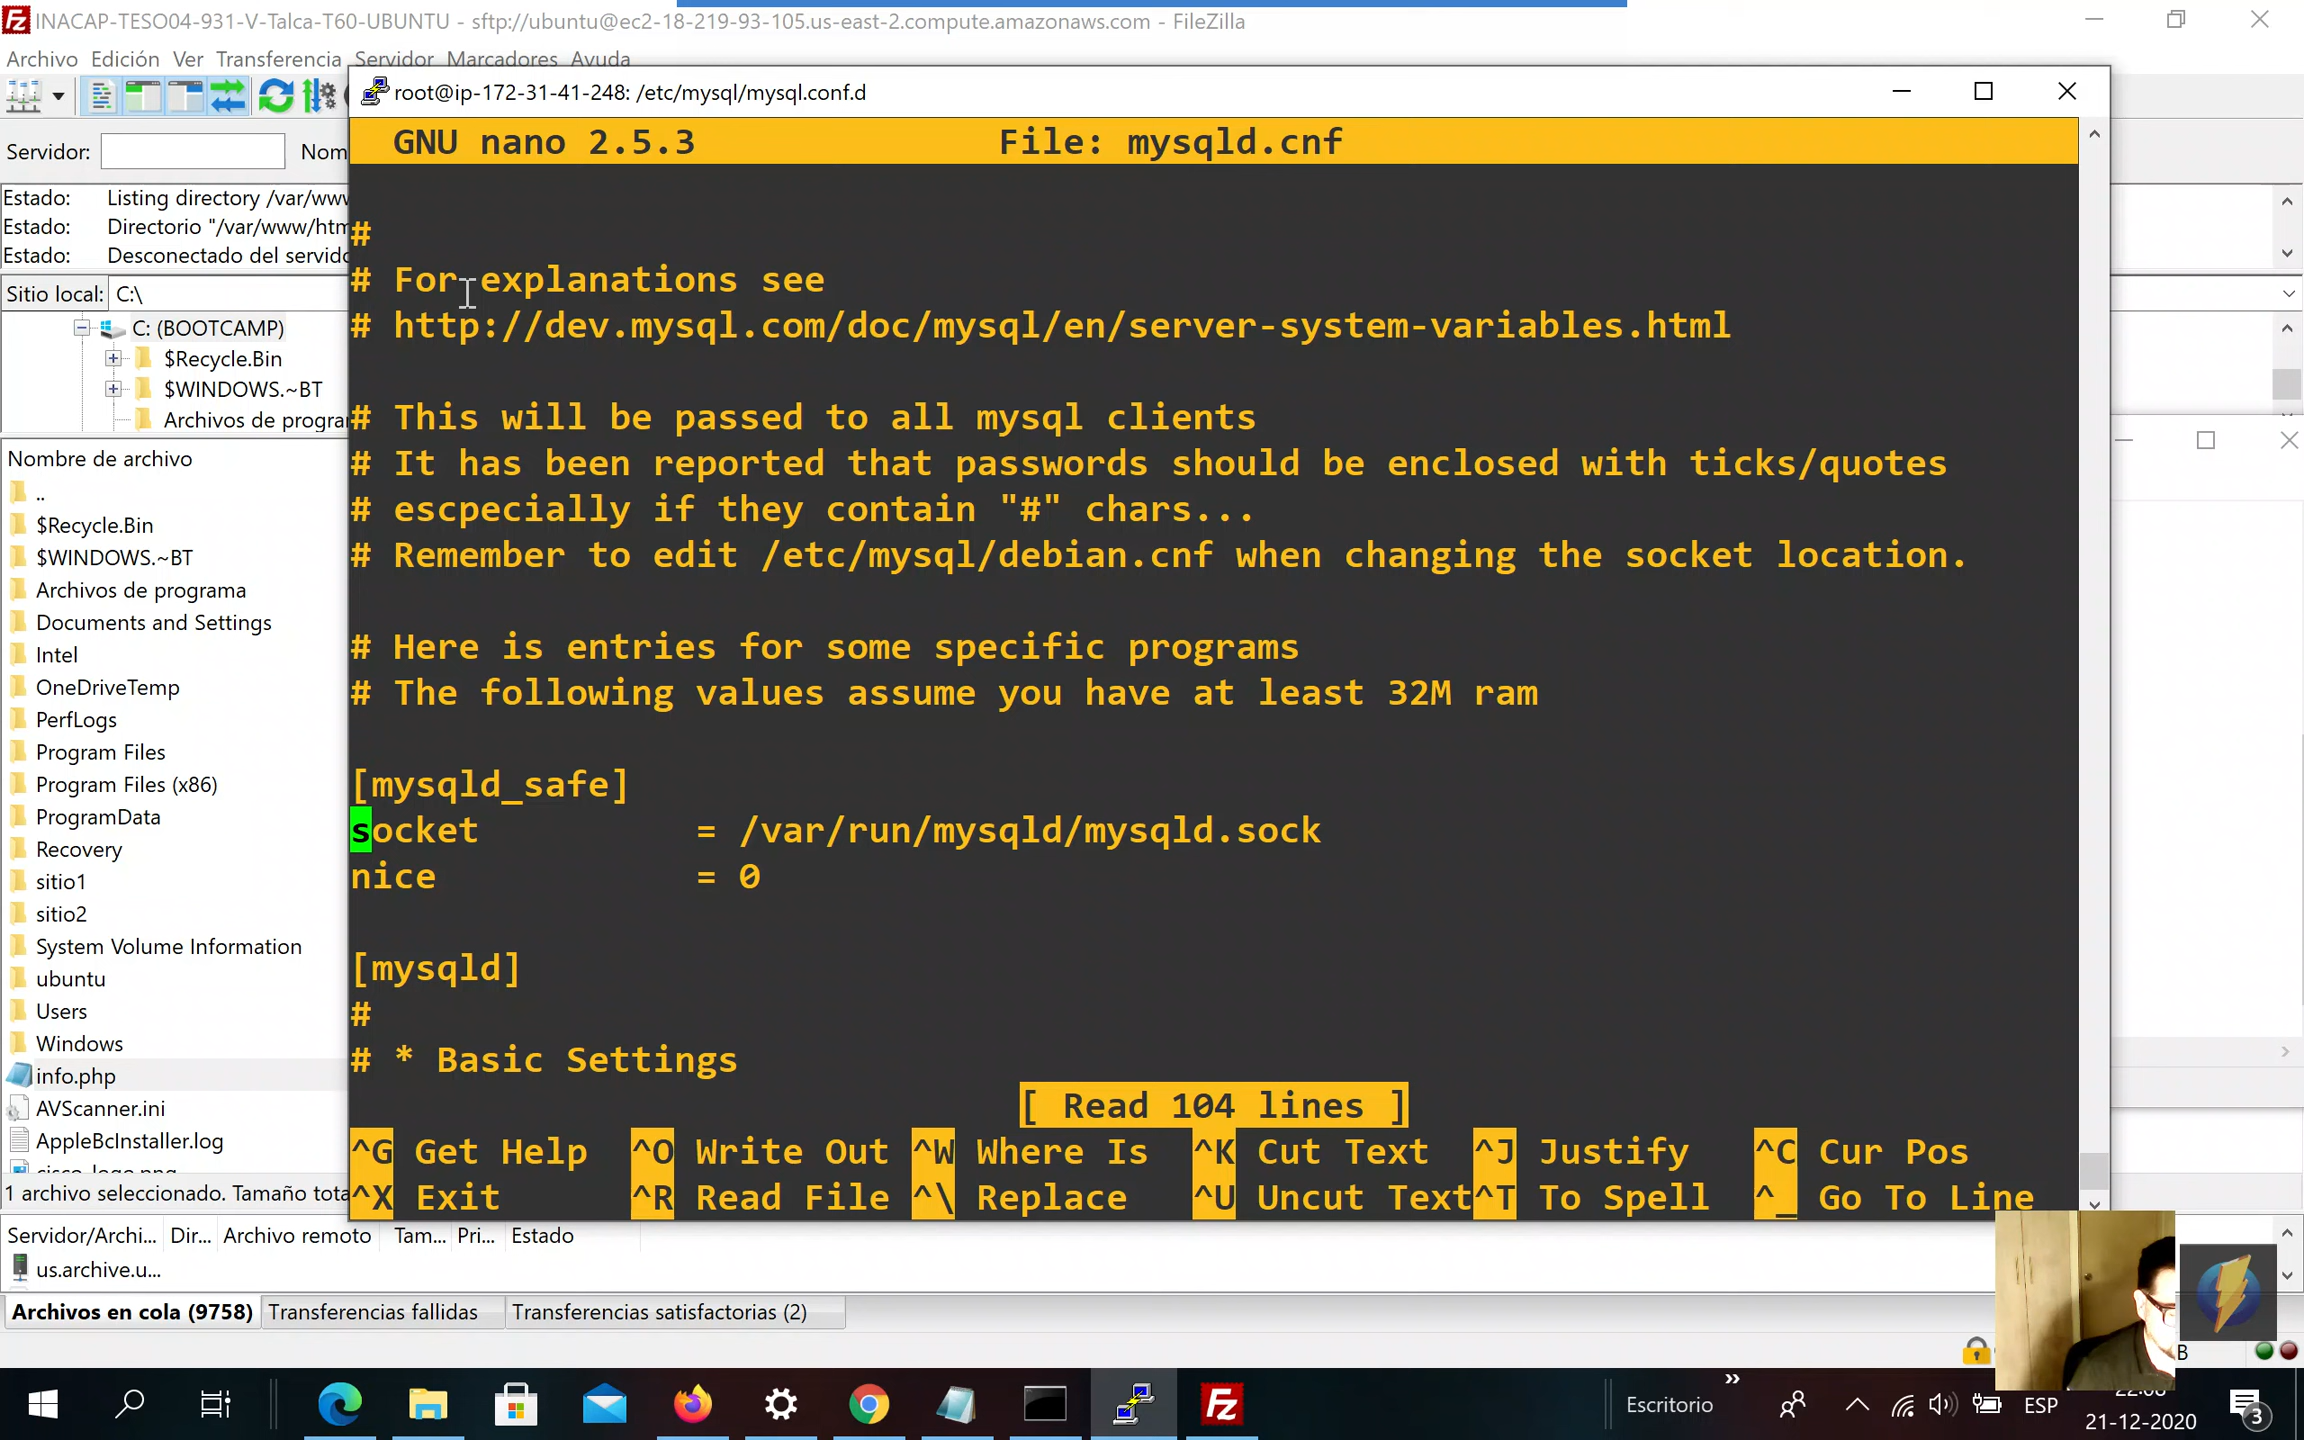 INACAP-TESO04-931-V-Talca-T60-UBUNTU - sftp://ubuntu@ec2-18-219-93-105.us-east-2.compute.amazonaws.com - FileZilla
Archivo Edición Ver Transferencia Servidor Marcadores Ayuda
root@ip-172-31-41-248: /etc/mysql/mysql.conf.d
Servidor: Nom
Estado: Listing directory /var/www
Estado: Directorio "/var/www/htm
Estado: Desconectado del servido
Sitio local: C:\
C: (BOOTCAMP)
$Recycle.Bin
$WINDOWS.~BT
Archivos de progra
Nombre de archivo
..
$Recycle.Bin
$WINDOWS.~BT
Archivos de programa
Documents and Settings
Intel
OneDriveTemp
PerfLogs
Program Files
Program Files (x86)
ProgramData
Recovery
sitio1
sitio2
System Volume Information
ubuntu
Users
Windows
info.php
AVScanner.ini
AppleBcInstaller.log
1 archivo seleccionado. Tamaño tota
GNU nano 2.5.3 File: mysqld.cnf
#
# For explanations see
# http://dev.mysql.com/doc/mysql/en/server-system-variables.html
# This will be passed to all mysql clients
# It has been reported that passwords should be enclosed with ticks/quotes
# escpecially if they contain "#" chars...
# Remember to edit /etc/mysql/debian.cnf when changing the socket location.
# Here is entries for some specific programs
# The following values assume you have at least 32M ram
[mysqld_safe]
socket = /var/run/mysqld/mysqld.sock
nice = 0
[mysqld]
#
# * Basic Settings
[ Read 104 lines ]
^G Get Help ^O Write Out ^W Where Is ^K Cut Text ^J Justify ^C Cur Pos
^X Exit ^R Read File ^\ Replace ^U Uncut Text ^T To Spell ^_ Go To Line
Servidor/Archi... Dir... Archivo remoto Tam... Pri... Estado
us.archive.u...
Archivos en cola (9758) Transferencias fallidas Transferencias satisfactorias (2)
B
Escritorio » ESP
21-12-2020
3